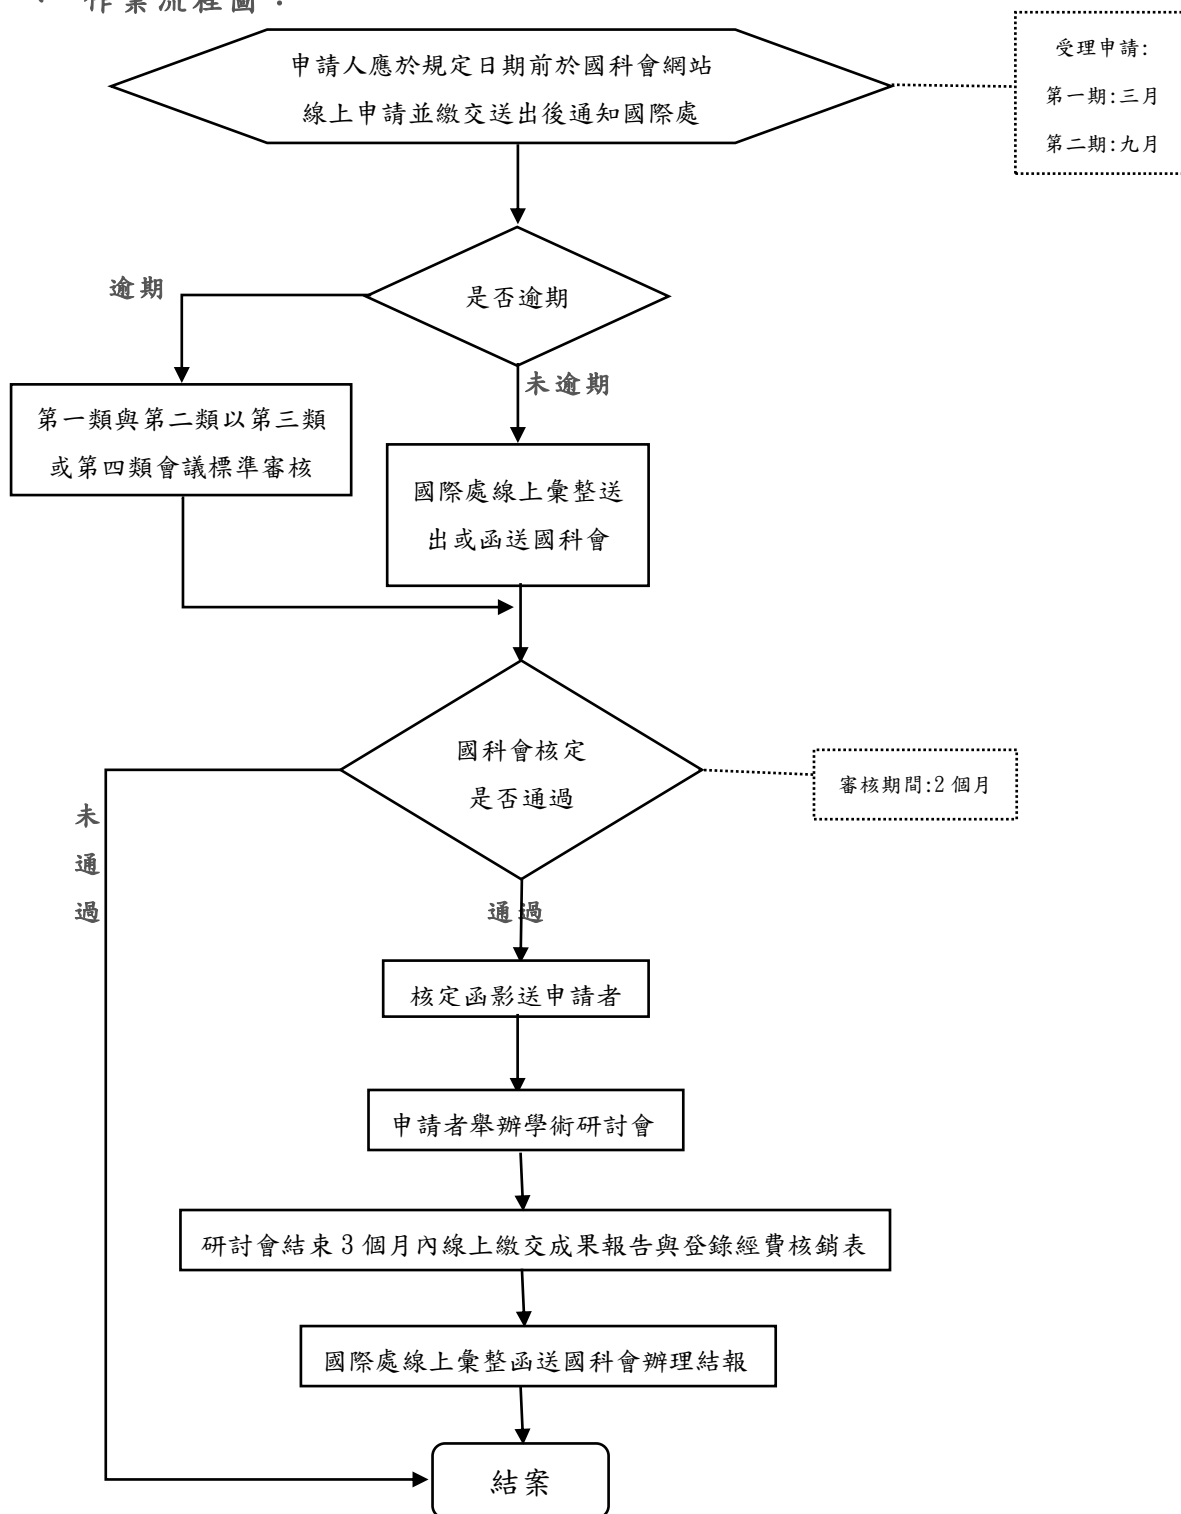 作業流程圖：
申請人應於規定日期前於國科會網站
線上申請並繳交送出後通知國際處
受理申請:
第一期:三月
第二期:九月
是否逾期
逾期
未逾期
第一類與第二類以第三類
或第四類會議標準審核
國際處線上彙整送
出或函送國科會
國科會核定
是否通過
審核期間:2個月
未
通
過
通過
核定函影送申請者
申請者舉辦學術研討會
研討會結束3個月內線上繳交成果報告與登錄經費核銷表
國際處線上彙整函送國科會辦理結報
結案